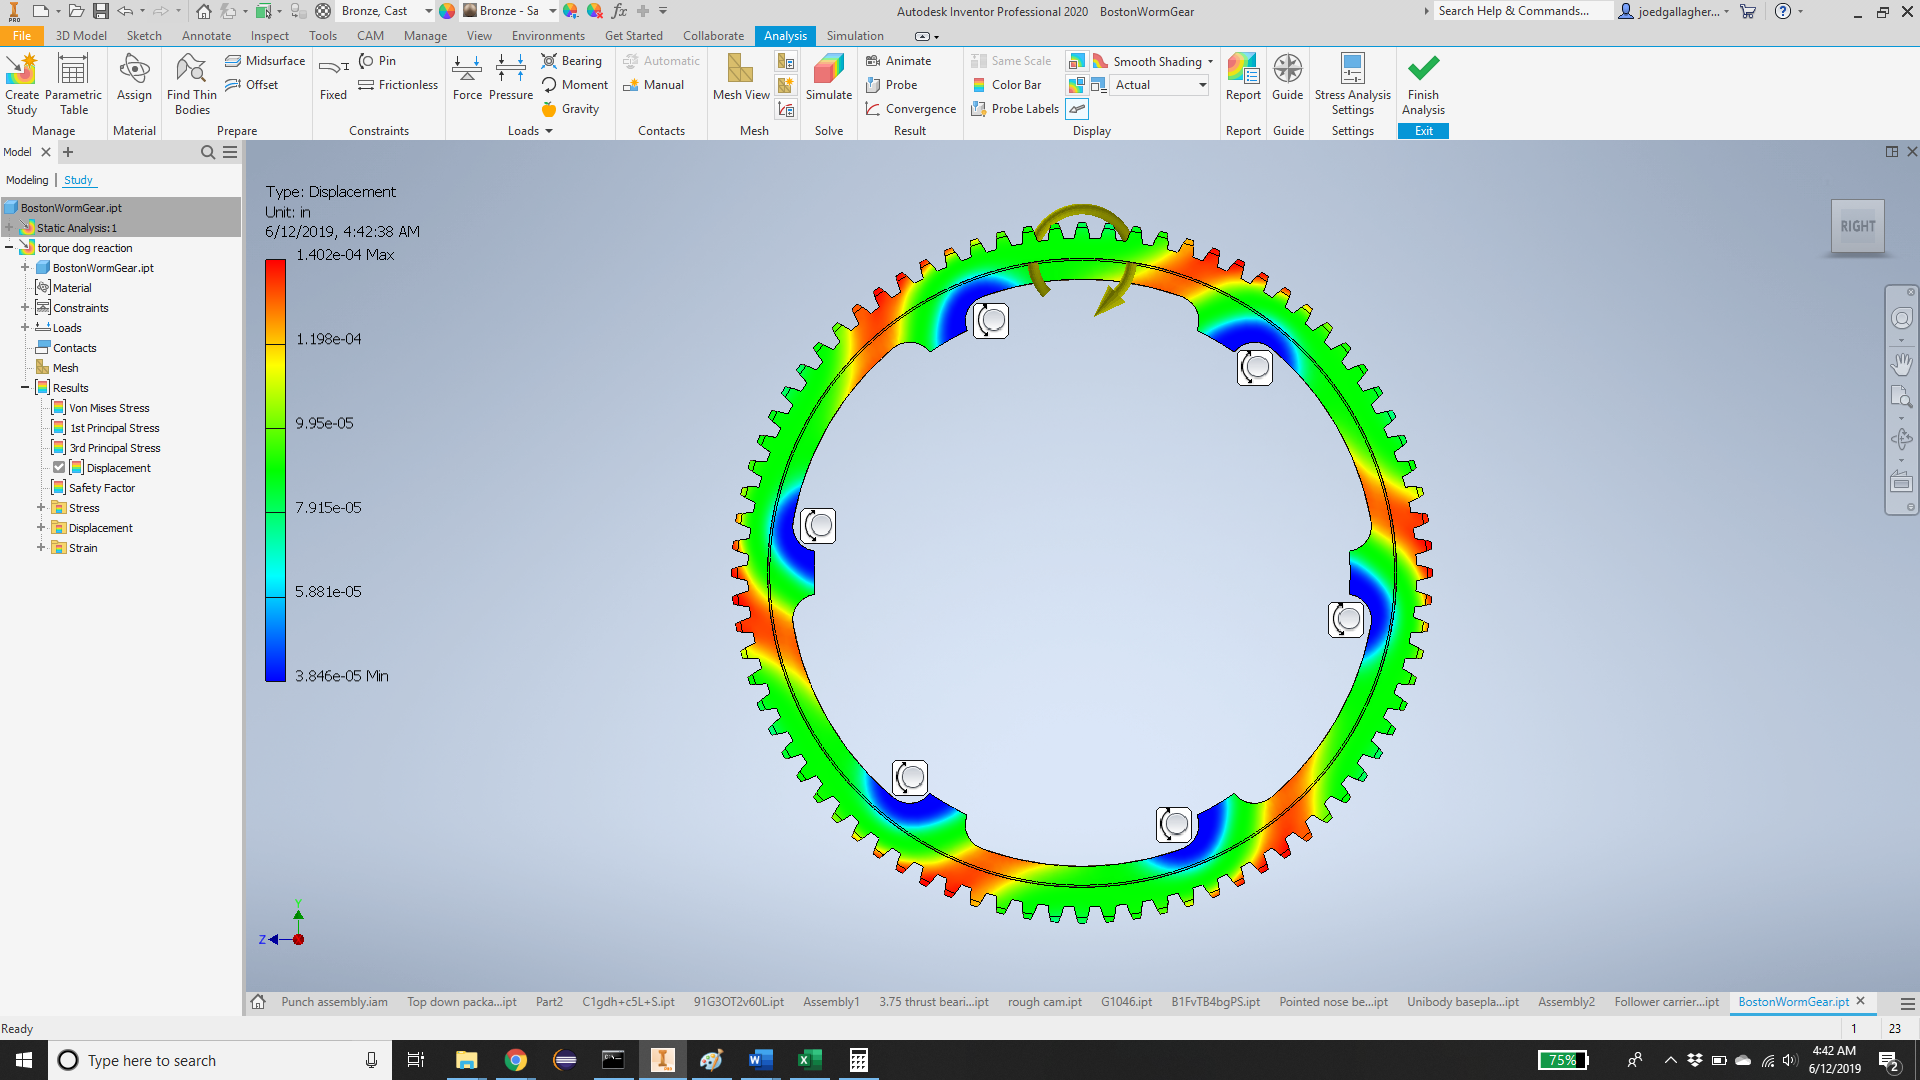 Bronze, Cast
Bronze - Sa
Autodesk Inventor Professional 2020 BostonWormGear
Search Help & Commands...
joedgallagher...
File 3D Model Sketch Annotate Inspect Tools CAM Manage View Environments Get Started Collaborate Analysis Simulation
Create Study
Parametric Table
Manage
Assign
Material
Find Thin Bodies
Midsurface
Offset
Prepare
Fixed
Pin
Frictionless
Constraints
Force
Pressure
Bearing
Moment
Gravity
Loads
Automatic
Manual
Contacts
Mesh View
Mesh
Simulate
Solve
Animate
Probe
Convergence
Result
Same Scale
Color Bar
Probe Labels
Smooth Shading
Actual
Display
Report
Report
Guide
Guide
Stress Analysis Settings
Settings
Finish Analysis
Exit
Model
Modeling | Study
BostonWormGear.ipt
Static Analysis:1
torque dog reaction
BostonWormGear.ipt
Material
Constraints
Loads
Contacts
Mesh
Results
Von Mises Stress
1st Principal Stress
3rd Principal Stress
Displacement
Safety Factor
Stress
Displacement
Strain
Type: Displacement
Unit: in
6/12/2019, 4:42:38 AM
1.402e-04 Max
1.198e-04
9.95e-05
7.915e-05
5.881e-05
3.846e-05 Min
RIGHT
Y
Z
Punch assembly.iam Top down packa...ipt Part2 C1gdh+c5L+S.ipt 91G3OT2v60L.ipt Assembly1 3.75 thrust beari...ipt rough cam.ipt G1046.ipt B1FvTB4bgPS.ipt Pointed nose be...ipt Unibody basepla...ipt Assembly2 Follower carrier...ipt BostonWormGear.ipt
Ready
1 23
Type here to search
75%
4:42 AM
6/12/2019
2